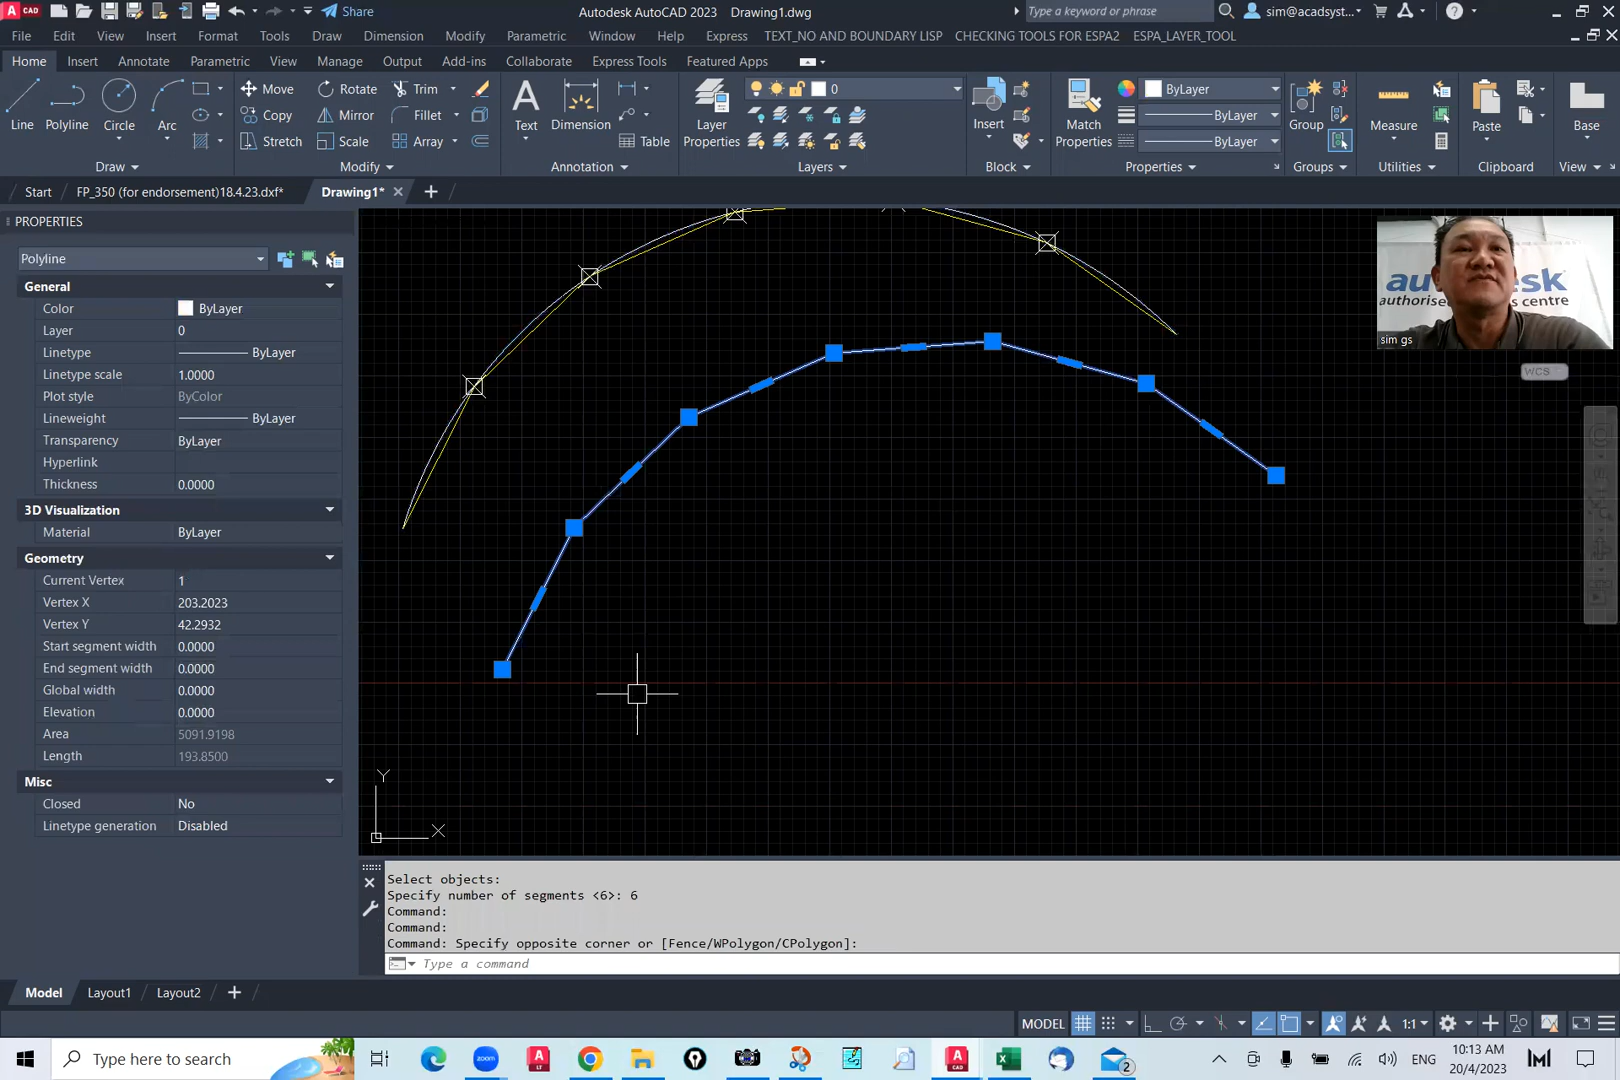 CAD
Share
Autodesk AutoCAD 2023 Drawing1.dwg
Type a keyword or phrase
sim@acadsyst...
File Edit View Insert Format Tools Draw Dimension Modify Parametric Window Help Express TEXT_NO AND BOUNDARY LISP CHECKING TOOLS FOR ESPA2 ESPA_LAYER_TOOL
Home Insert Annotate Parametric View Manage Output Add-ins Collaborate Express Tools Featured Apps
Line Polyline Circle Arc
Move Rotate Trim
Copy Mirror Fillet
Stretch Scale Array
Text Dimension Table
Layer Properties
0
Insert
Match Properties
ByLayer
ByLayer
ByLayer
Group
Measure
Paste
Base
Draw Modify Annotation Layers Block Properties Groups Utilities Clipboard View
Start FP_350 (for endorsement)18.4.23.dxf* Drawing1*
PROPERTIES
Polyline
General
Color ByLayer
Layer 0
Linetype ByLayer
Linetype scale 1.0000
Plot style ByColor
Lineweight ByLayer
Transparency ByLayer
Hyperlink
Thickness 0.0000
3D Visualization
Material ByLayer
Geometry
Current Vertex 1
Vertex X 203.2023
Vertex Y 42.2932
Start segment width 0.0000
End segment width 0.0000
Global width 0.0000
Elevation 0.0000
Area 5091.9198
Length 193.8500
Misc
Closed No
Linetype generation Disabled
sim gs
WCS
Y
X
Select objects:
Specify number of segments <6>: 6
Command:
Command:
Command: Specify opposite corner or [Fence/WPolygon/CPolygon]:
Type a command
Model Layout1 Layout2
MODEL 1:1
Type here to search
LT
CAD
2
ENG
10:13 AM
20/4/2023